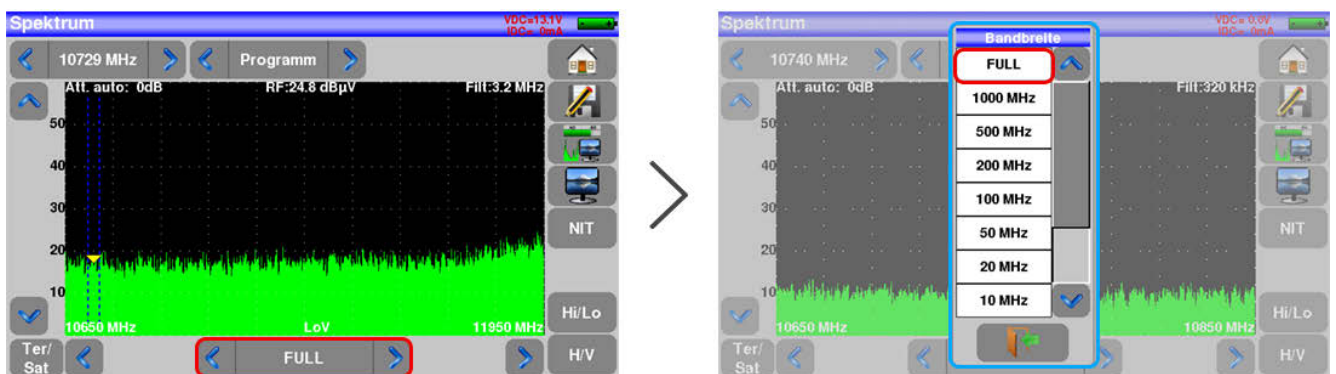 Spektrum
VDC=13.1V
IDC= 0mA
10729 MHz
Programm
Att. auto: 0dB
RF:24.8 dBµV
Filt:3.2 MHz
50
40
30
20
10
10650 MHz
LoV
11950 MHz
NIT
Hi/Lo
Ter/
Sat
FULL
H/V
Spektrum
VDC= 0.0V
IDC= 0mA
10740 MHz
Att. auto: 0dB
Filt:320 kHz
50
40
30
20
10
10650 MHz
10850 MHz
Bandbreite
FULL
1000 MHz
500 MHz
200 MHz
100 MHz
50 MHz
20 MHz
10 MHz
NIT
Hi/Lo
Ter/
Sat
H/V